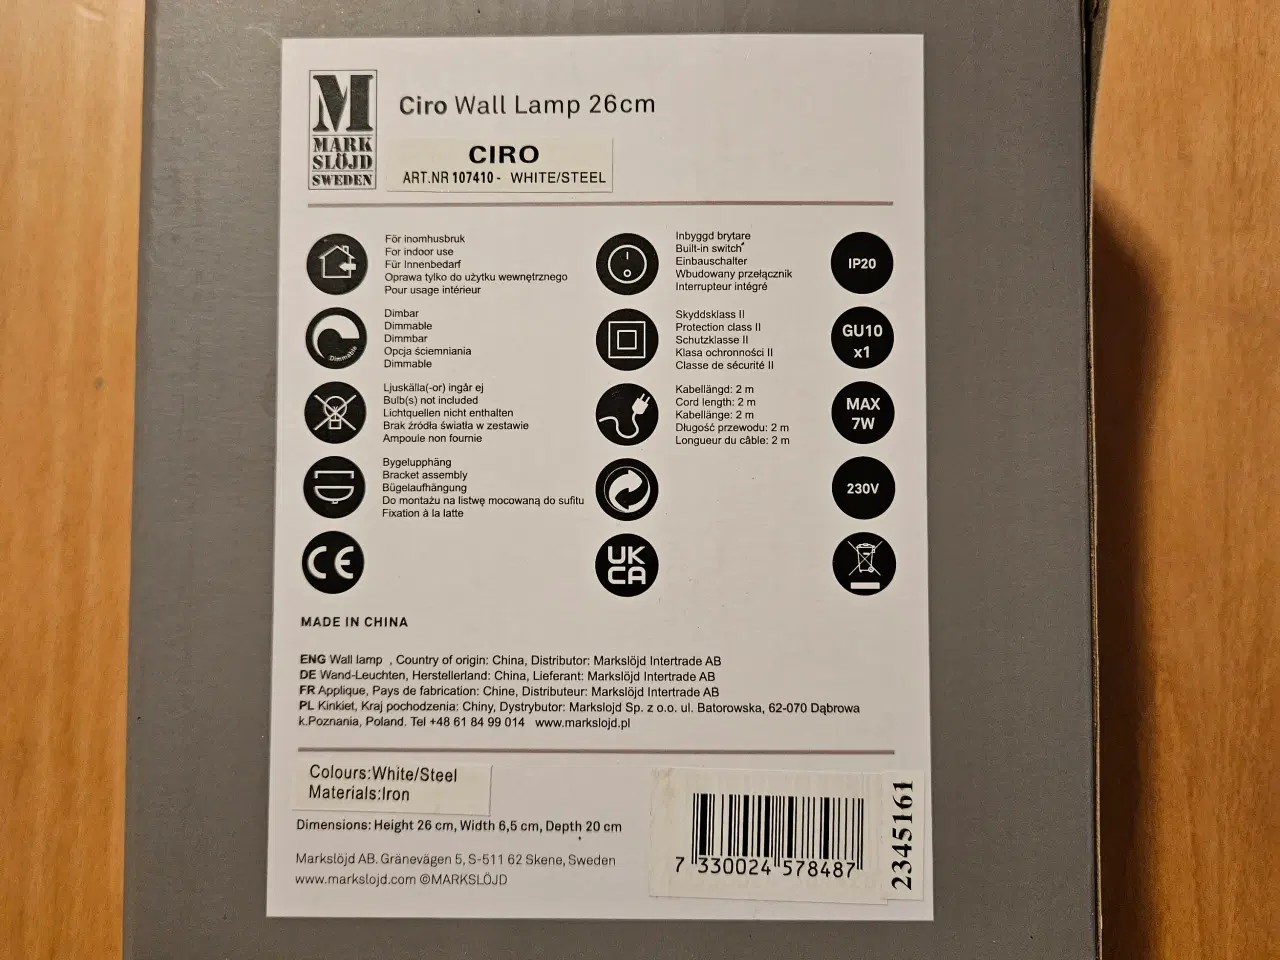 M
MARK
SLÖJD
SWEDEN
Ciro Wall Lamp 26cm
CIRO
ART.NR 107410 - WHITE/STEEL
För inomhusbruk
For indoor use
Für Innenbedarf
Oprawa tylko do użytku wewnętrznego
Pour usage intérieur
Inbyggd brytare
Built-in switch
Einbauschalter
Wbudowany przełącznik
Interrupteur intégré
IP20
Dimmable
Dimbar
Dimmable
Dimmbar
Opcja ściemniania
Dimmable
Skyddsklass II
Protection class II
Schutzklasse II
Klasa ochronności II
Classe de sécurité II
GU10
x1
Ljuskälla(-or) ingår ej
Bulb(s) not included
Lichtquellen nicht enthalten
Brak źródła światła w zestawie
Ampoule non fournie
Kabellängd: 2 m
Cord length: 2 m
Kabellänge: 2 m
Długość przewodu: 2 m
Longueur du câble: 2 m
MAX
7W
Bygelupphäng
Bracket assembly
Bügelaufhängung
Do montażu na listwę mocowaną do sufitu
Fixation à la latte
230V
CE
UK
CA
MADE IN CHINA
ENG Wall lamp , Country of origin: China, Distributor: Markslöjd Intertrade AB
DE Wand-Leuchten, Herstellerland: China, Lieferant: Markslöjd Intertrade AB
FR Applique, Pays de fabrication: Chine, Distributeur: Markslöjd Intertrade AB
PL Kinkiet, Kraj pochodzenia: Chiny, Dystrybutor: Markslojd Sp. z o.o. ul. Batorowska, 62-070 Dąbrowa
k.Poznania, Poland. Tel +48 61 84 99 014 www.markslojd.pl
Colours:White/Steel
Materials:Iron
Dimensions: Height 26 cm, Width 6,5 cm, Depth 20 cm
Markslöjd AB. Gränevägen 5, S-511 62 Skene, Sweden
www.markslojd.com ©MARKSLÖJD
7 330024 578487
2345161